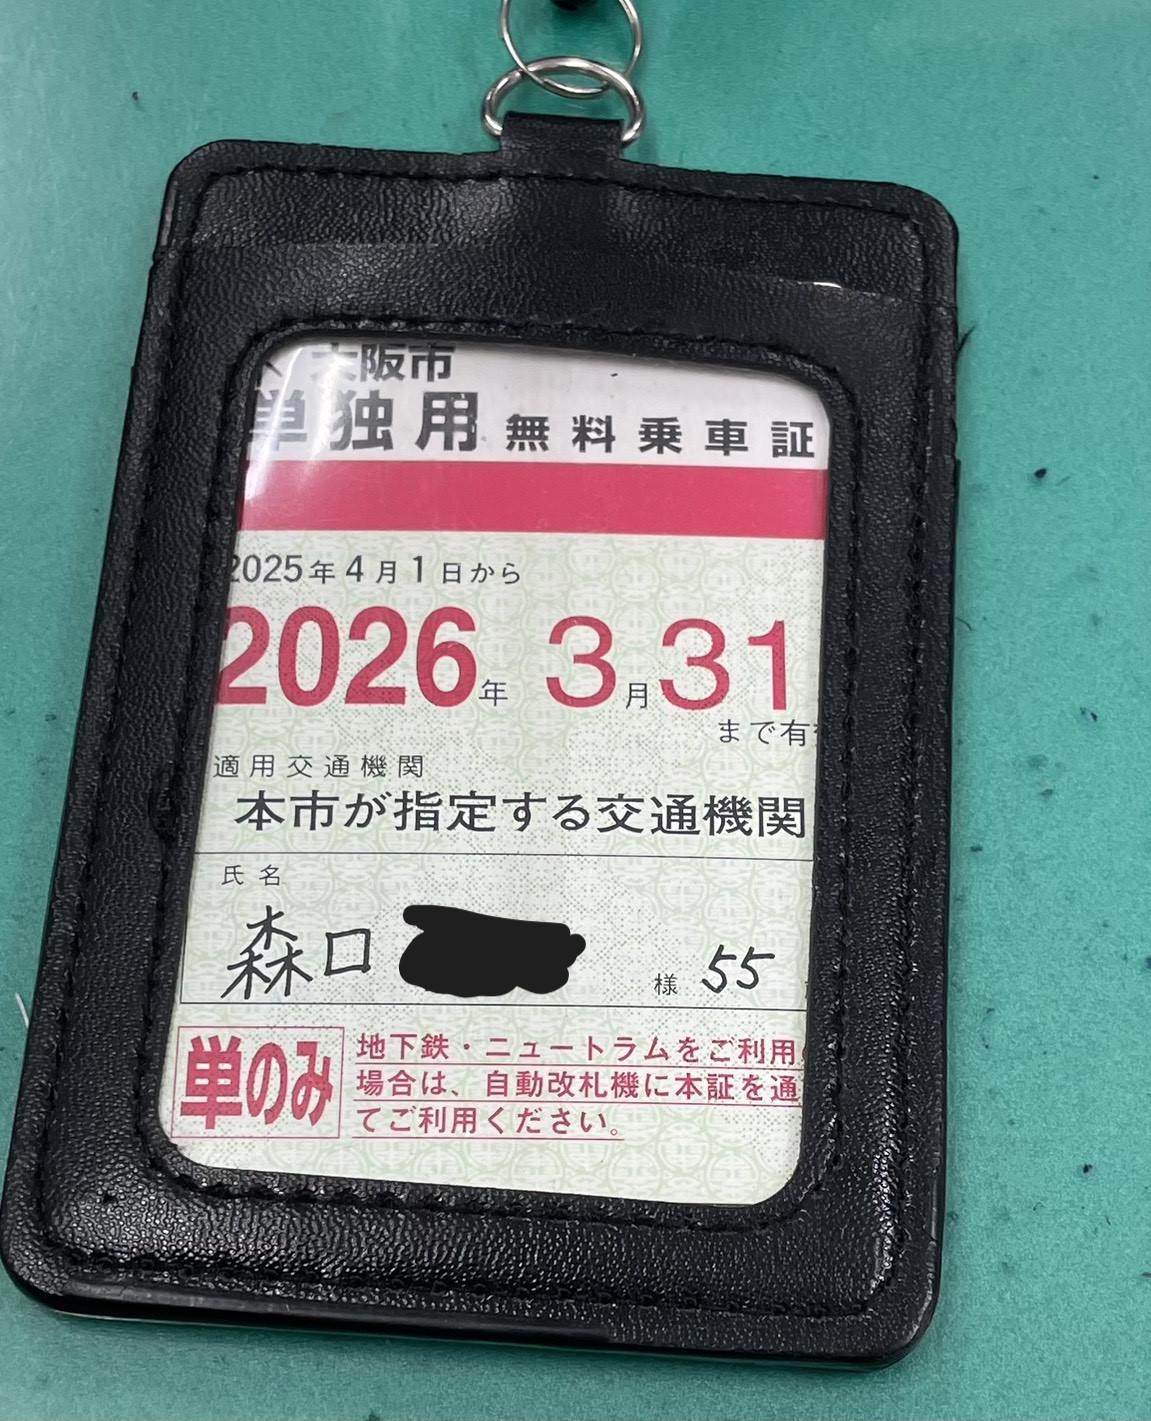 大阪市
単独用 無料乗車証
2025年4月1日から
2026年 3月31
まで有
適用交通機関
本市が指定する交通機関
氏名
森口 様 55
単のみ
地下鉄・ニュートラムをご利用
場合は、自動改札機に本証を通
てご利用ください。